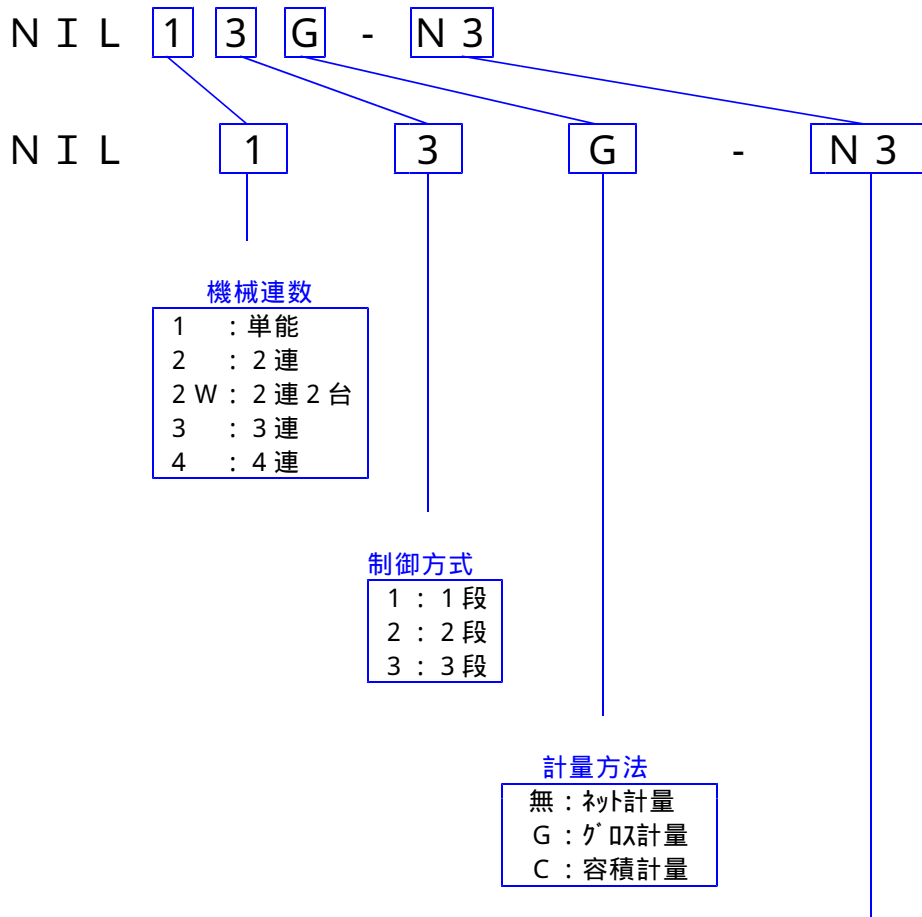 ＮＩＬ 1 3 G - N 3
ＮＩＬ 1 3 G - N 3
機械連数
1 : 単能
2 : 2連
2W : 2連2台
3 : 3連
4 : 4連
制御方式
1 : 1段
2 : 2段
3 : 3段
計量方法
無 : ﾈｯﾄ計量
G : ｸﾞﾛｽ計量
C : 容積計量